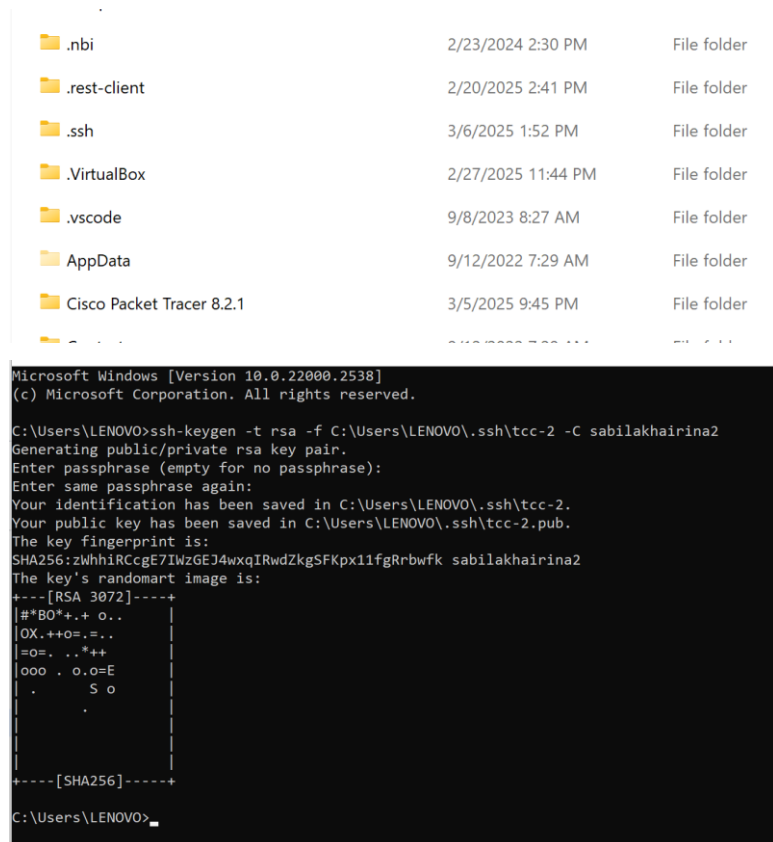 .nbi 2/23/2024 2:30 PM File folder
.rest-client 2/20/2025 2:41 PM File folder
.ssh 3/6/2025 1:52 PM File folder
.VirtualBox 2/27/2025 11:44 PM File folder
.vscode 9/8/2023 8:27 AM File folder
AppData 9/12/2022 7:29 AM File folder
Cisco Packet Tracer 8.2.1 3/5/2025 9:45 PM File folder
Microsoft Windows [Version 10.0.22000.2538]
(c) Microsoft Corporation. All rights reserved.
C:\Users\LENOVO>ssh-keygen -t rsa -f C:\Users\LENOVO\.ssh\tcc-2 -C sabilakhairina2
Generating public/private rsa key pair.
Enter passphrase (empty for no passphrase):
Enter same passphrase again:
Your identification has been saved in C:\Users\LENOVO\.ssh\tcc-2.
Your public key has been saved in C:\Users\LENOVO\.ssh\tcc-2.pub.
The key fingerprint is:
SHA256:zWhhiRCcgE7IWzGEJ4wxqIRwdZkgSFKpx11fgRrbwfk sabilakhairina2
The key's randomart image is:
+---[RSA 3072]----+
|#*BO*+.+ o..     |
|OX.++o=.=..      |
|=o=. ..*++       |
|ooo . o.o=E      |
| .      S o      |
|       .         |
|                 |
|                 |
|                 |
+----[SHA256]-----+
C:\Users\LENOVO>